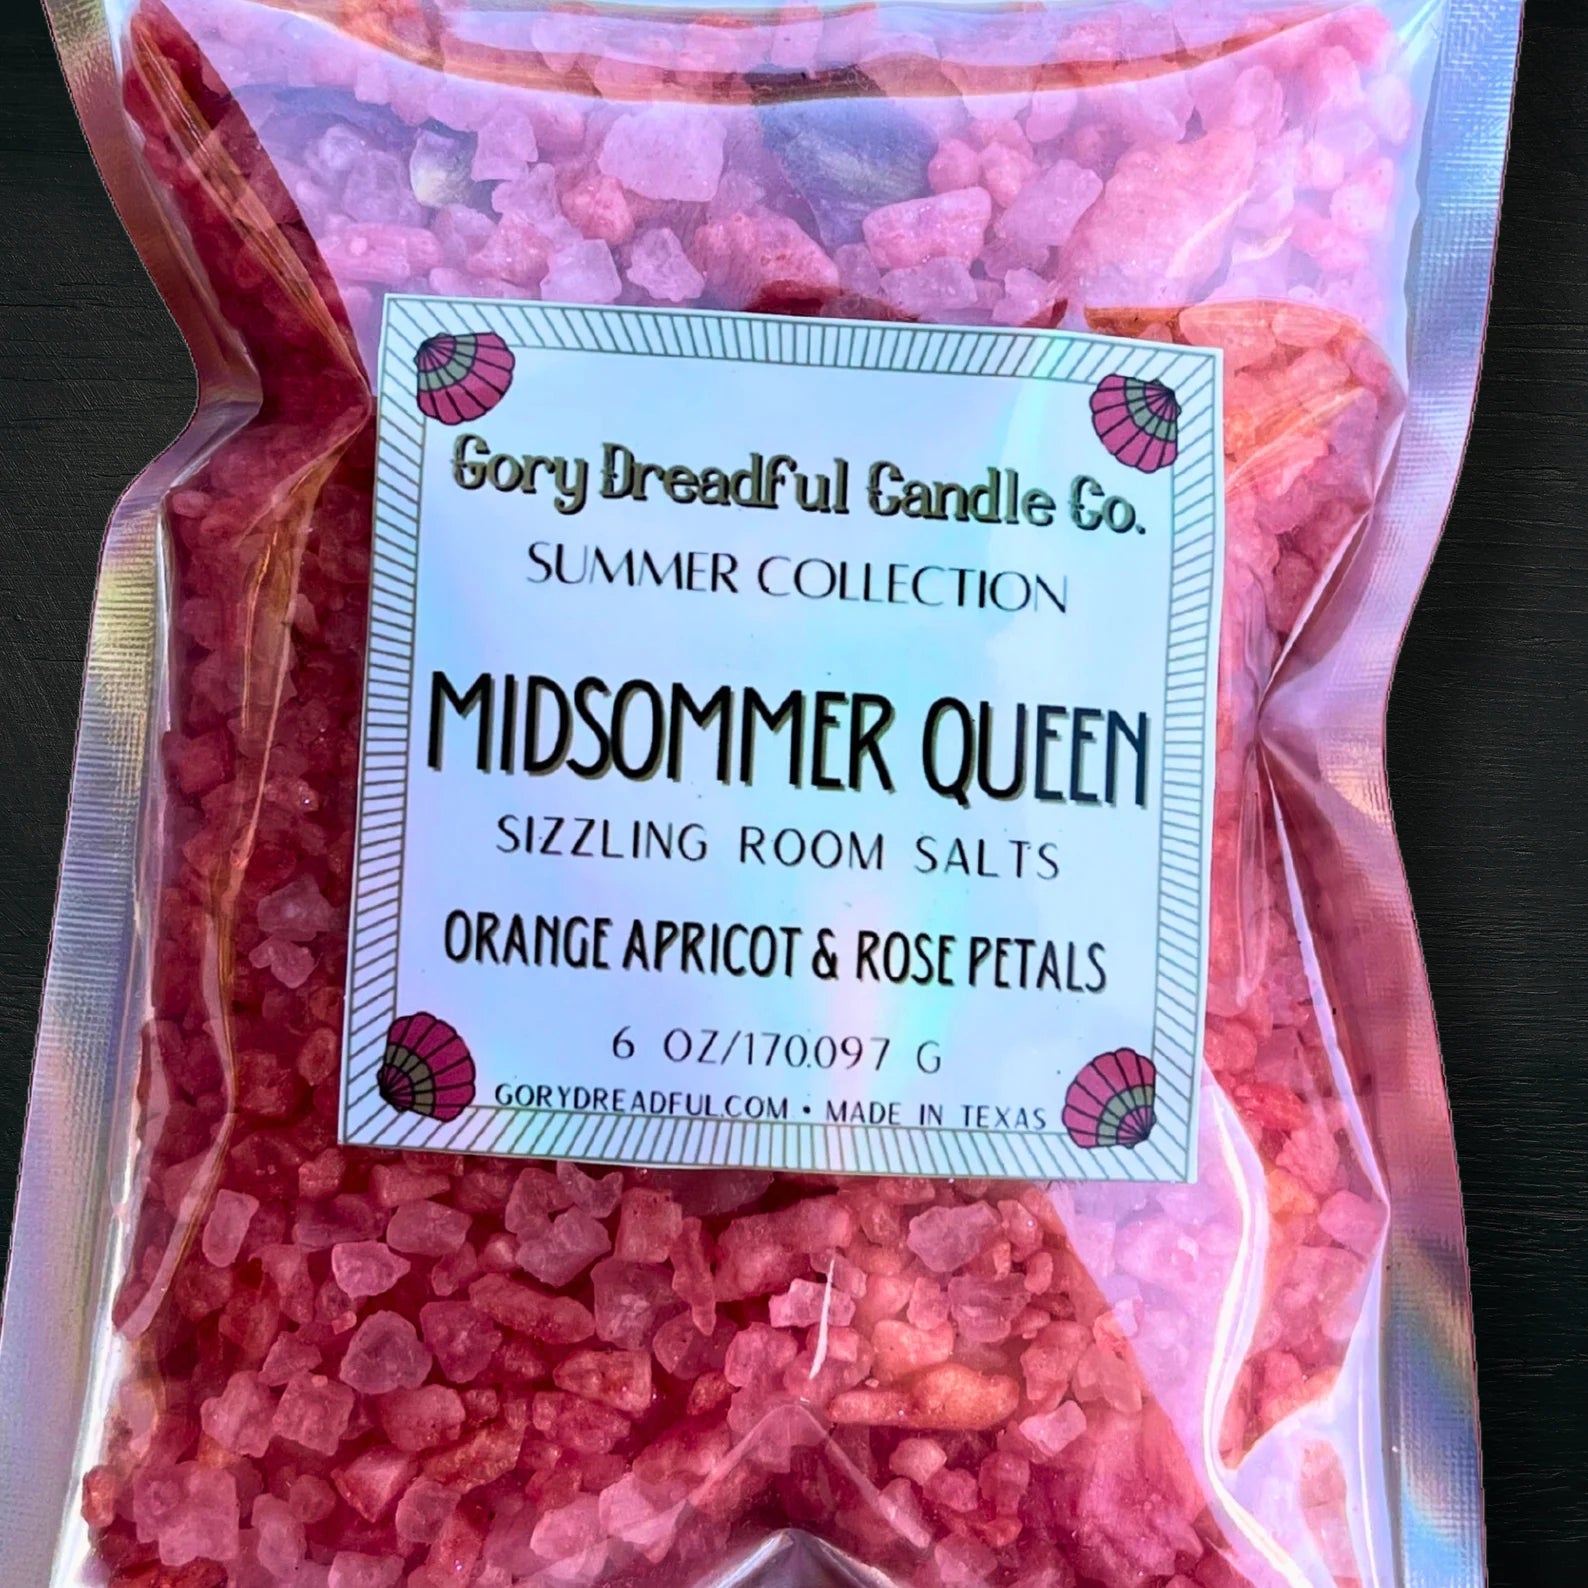 Gory Dreadful Candle Co.
SUMMER COLLECTION
MIDSOMMER QUEEN
SIZZLING ROOM SALTS
ORANGE APRICOT & ROSE PETALS
6 OZ/170.097 G
GORYDREADFUL.COM • MADE IN TEXAS